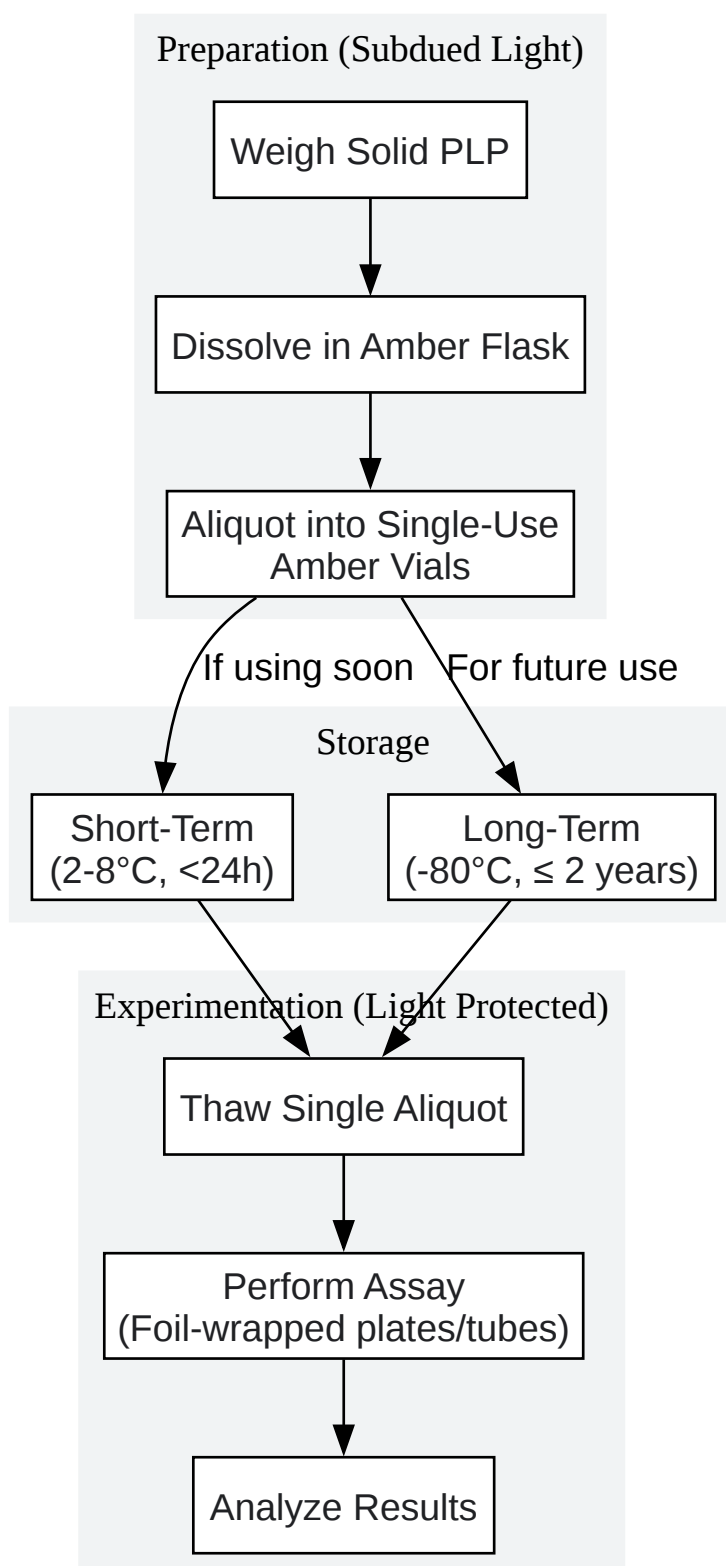 Preparation (Subdued Light)
Weigh Solid PLP
Dissolve in Amber Flask
Aliquot into Single-Use
Amber Vials
If using soon
For future use
Storage
Short-Term
(2-8°C, <24h)
Long-Term
(-80°C, ≤ 2 years)
Experimentation (Light Protected)
Thaw Single Aliquot
Perform Assay
(Foil-wrapped plates/tubes)
Analyze Results